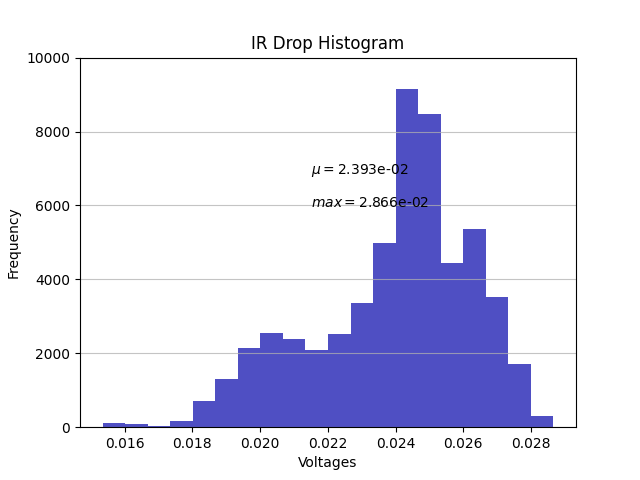 IR Drop Histogram
10000
8000
6000
4000
2000
0
Frequency
μ = 2.393e-02
max = 2.866e-02
0.016 0.018 0.020 0.022 0.024 0.026 0.028
Voltages